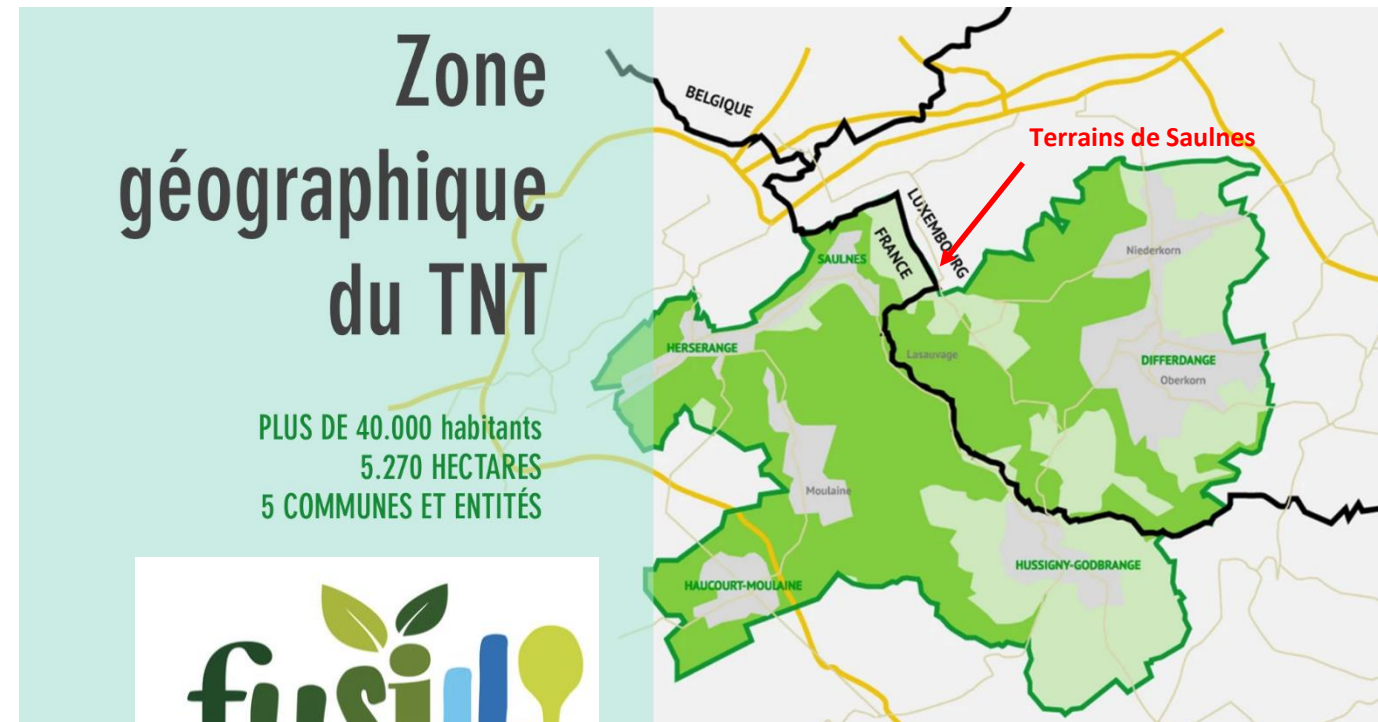 Zone
géographique
du TNT
PLUS DE 40.000 habitants
5.270 HECTARES
5 COMMUNES ET ENTITÉS
BELGIQUE
Terrains de Saulnes
LUXEMBOURG
FRANCE
SAULNES
Niederkorn
HERSERANGE
Lasauvage
DIFFERDANGE
Oberkorn
Moulaine
HUSSIGNY-GODBRANGE
HAUCOURT-MOULAINE